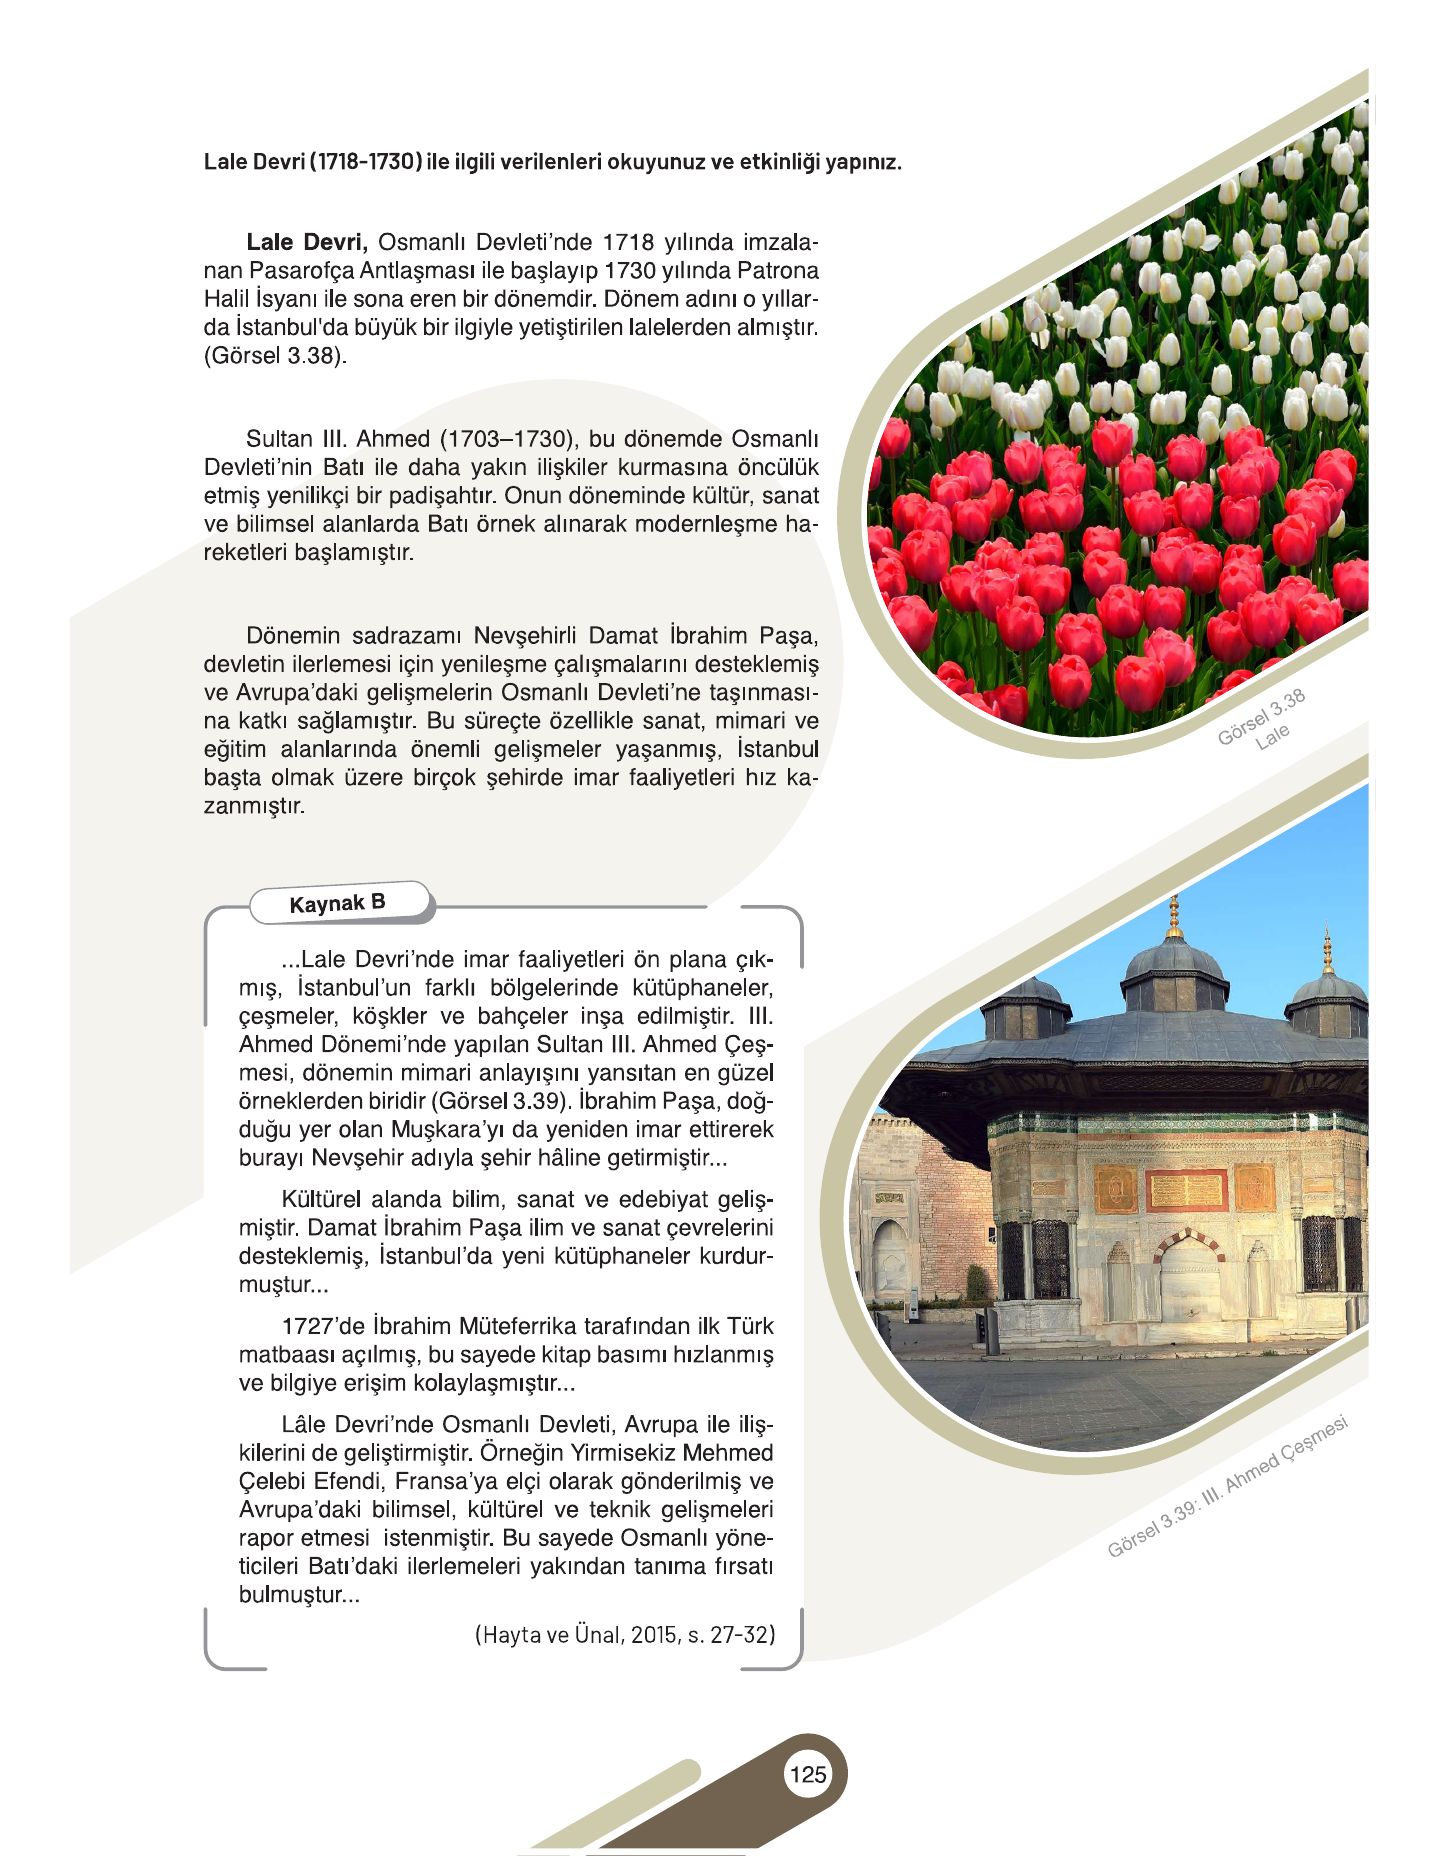 Lale Devri (1718-1730) ile ilgili verilenleri okuyunuz ve etkinliği yapınız.
Lale Devri, Osmanlı Devleti’nde 1718 yılında imzala-
nan Pasarofça Antlaşması ile başlayıp 1730 yılında Patrona
Halil İsyanı ile sona eren bir dönemdir. Dönem adını o yıllar-
da İstanbul'da büyük bir ilgiyle yetiştirilen lalelerden almıştır.
(Görsel 3.38).
Sultan III. Ahmed (1703–1730), bu dönemde Osmanlı
Devleti’nin Batı ile daha yakın ilişkiler kurmasına öncülük
etmiş yenilikçi bir padişahtır. Onun döneminde kültür, sanat
ve bilimsel alanlarda Batı örnek alınarak modernleşme ha-
reketleri başlamıştır.
Dönemin sadrazamı Nevşehirli Damat İbrahim Paşa,
devletin ilerlemesi için yenileşme çalışmalarını desteklemiş
ve Avrupa’daki gelişmelerin Osmanlı Devleti’ne taşınması-
na katkı sağlamıştır. Bu süreçte özellikle sanat, mimari ve
eğitim alanlarında önemli gelişmeler yaşanmış, İstanbul
başta olmak üzere birçok şehirde imar faaliyetleri hız ka-
zanmıştır.
Görsel 3.38
Lale
Kaynak B
...Lale Devri’nde imar faaliyetleri ön plana çık-
mış, İstanbul’un farklı bölgelerinde kütüphaneler,
çeşmeler, köşkler ve bahçeler inşa edilmiştir. III.
Ahmed Dönemi’nde yapılan Sultan III. Ahmed Çeş-
mesi, dönemin mimari anlayışını yansıtan en güzel
örneklerden biridir (Görsel 3.39). İbrahim Paşa, doğ-
duğu yer olan Muşkara’yı da yeniden imar ettirerek
burayı Nevşehir adıyla şehir hâline getirmiştir...
Kültürel alanda bilim, sanat ve edebiyat geliş-
miştir. Damat İbrahim Paşa ilim ve sanat çevrelerini
desteklemiş, İstanbul’da yeni kütüphaneler kurdur-
muştur...
1727’de İbrahim Müteferrika tarafından ilk Türk
matbaası açılmış, bu sayede kitap basımı hızlanmış
ve bilgiye erişim kolaylaşmıştır...
Lâle Devri’nde Osmanlı Devleti, Avrupa ile iliş-
kilerini de geliştirmiştir. Örneğin Yirmisekiz Mehmed
Çelebi Efendi, Fransa’ya elçi olarak gönderilmiş ve
Avrupa’daki bilimsel, kültürel ve teknik gelişmeleri
rapor etmesi istenmiştir. Bu sayede Osmanlı yöne-
ticileri Batı’daki ilerlemeleri yakından tanıma fırsatı
bulmuştur...
(Hayta ve Ünal, 2015, s. 27-32)
Görsel 3.39: III. Ahmed Çeşmesi
125